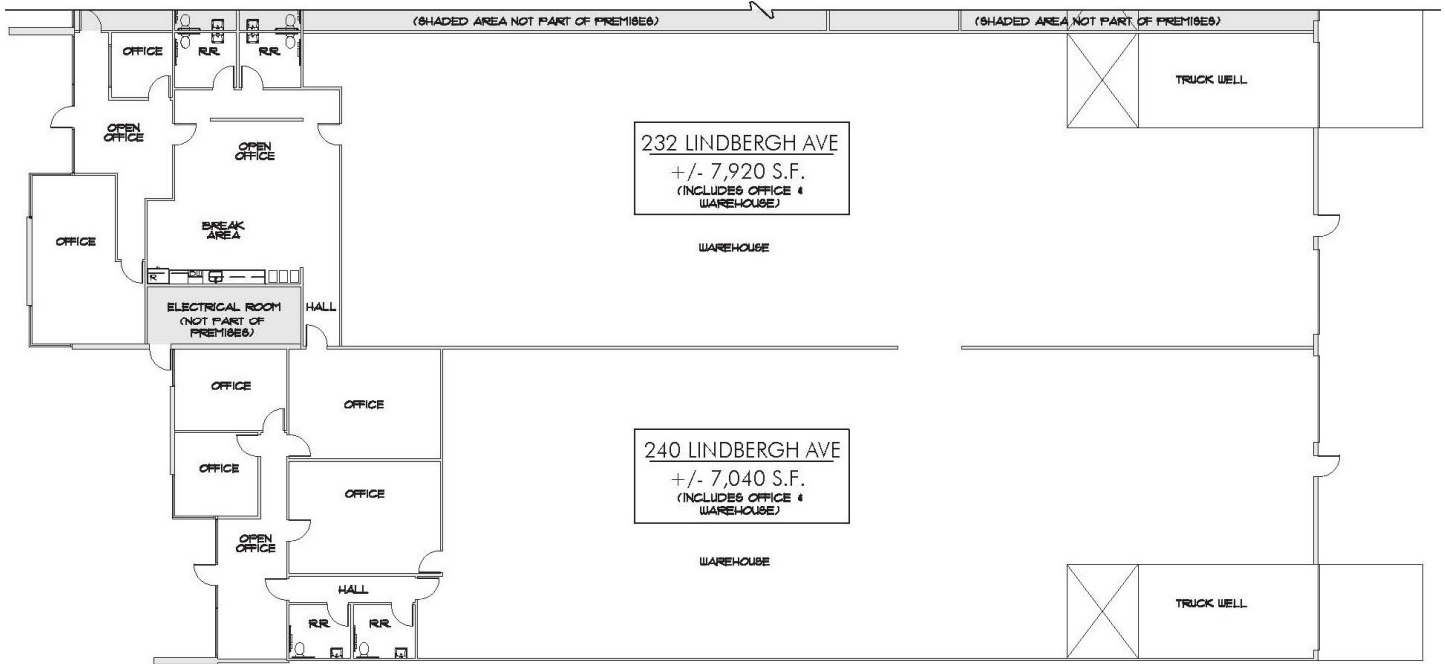 (SHADED AREA NOT PART OF PREMISES)
(SHADED AREA NOT PART OF PREMISES)
OFFICE
R.R.
R.R.
TRUCK WELL
OPEN
OFFICE
OPEN
OFFICE
232 LINDBERGH AVE
+/- 7,920 S.F.
(INCLUDES OFFICE &
WAREHOUSE)
BREAK
AREA
OFFICE
WAREHOUSE
R
ELECTRICAL ROOM
(NOT PART OF
PREMISES)
HALL
OFFICE
OFFICE
240 LINDBERGH AVE
+/- 7,040 S.F.
(INCLUDES OFFICE &
WAREHOUSE)
OFFICE
OFFICE
OPEN
OFFICE
WAREHOUSE
HALL
TRUCK WELL
R.R.
R.R.